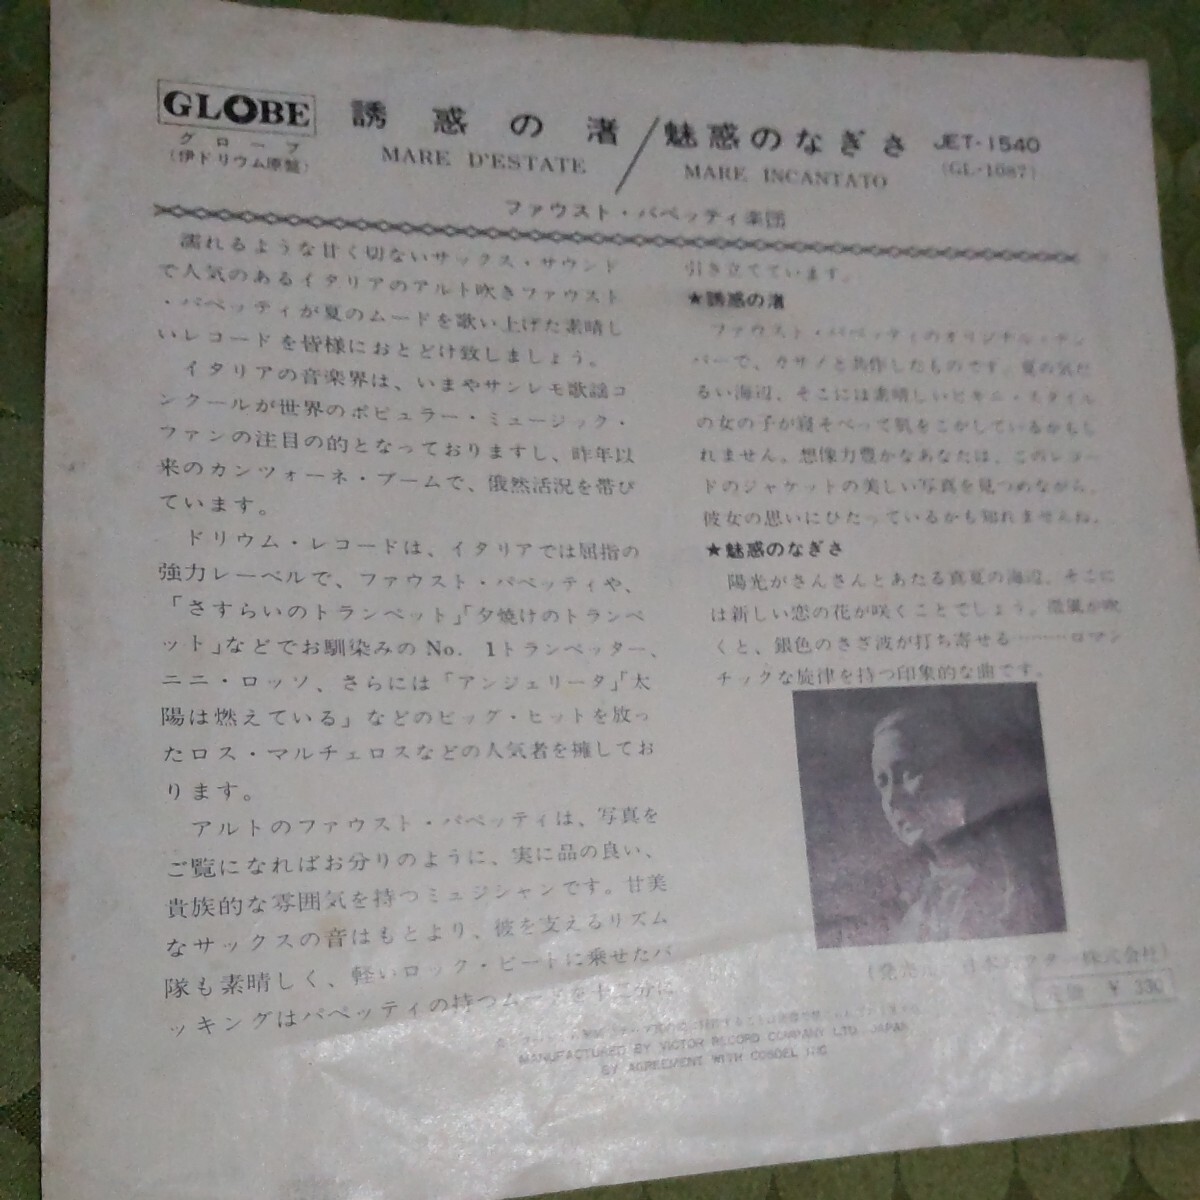 GLOBE
グローブ
(伊ドリウム原盤)
誘惑の渚
MARE D'ESTATE
魅惑のなぎさ
MARE INCANTATO
JET-1540
(GL-1087)
ファウスト・パペッティ楽団
濡れるような甘く切ないサックス・サウンド
で人気のあるイタリアのアルト吹きファウスト
・パペッティが夏のムードを歌い上げた素晴し
いレコードを皆様におとどけ致しましょう。
イタリアの音楽界は、いまやサンレモ歌謡コ
ンクールが世界のポピュラー・ミュージック・
ファンの注目の的となっておりますし、昨年以
来のカンツォーネ・ブームで、俄然活況を帯び
ています。
ドリウム・レコードは、イタリアでは屈指の
強力レーベルで、ファウスト・パペッティや、
「さすらいのトランペット」「夕焼けのトランペ
ット」などでお馴染みのNo. 1トランペッター、
ニニ・ロッソ、さらには「アンジェリータ」「太
陽は燃えている」などのビッグ・ヒットを放っ
たロス・マルチェロスなどの人気者を擁してお
ります。
アルトのファウスト・パペッティは、写真を
ご覧になればお分りのように、実に品の良い、
貴族的な雰囲気を持つミュジシャンです。甘美
なサックスの音はもとより、彼を支えるリズム
隊も素晴しく、軽いロック・ビートに乗せたバ
ッキングはパペッティの持つムードを十二分に
引き立てています。
★誘惑の渚
ファウスト・パペッティのオリジナル・ナン
バーで、カサノと共作したものです。夏の気だ
るい海辺、そこには素晴しいビキニ・スタイル
の女の子が寝そべって肌をこがしているかもし
れません。想像力豊かなあなたは、このレコー
ドのジャケットの美しい写真を見つめながら、
彼女の思いにひたっているかも知れませんね。
★魅惑のなぎさ
陽光がさんさんとあたる真夏の海辺、そこに
は新しい恋の花が咲くことでしょう。微風が吹
くと、銀色のさざ波が打ち寄せる………ロマン
チックな旋律を持つ印象的な曲です。
(発売元 日本ビクター株式会社)
定価 ¥ 330
MANUFACTURED BY VICTOR RECORD COMPANY LTD. JAPAN
BY AGREEMENT WITH COSDEL INC